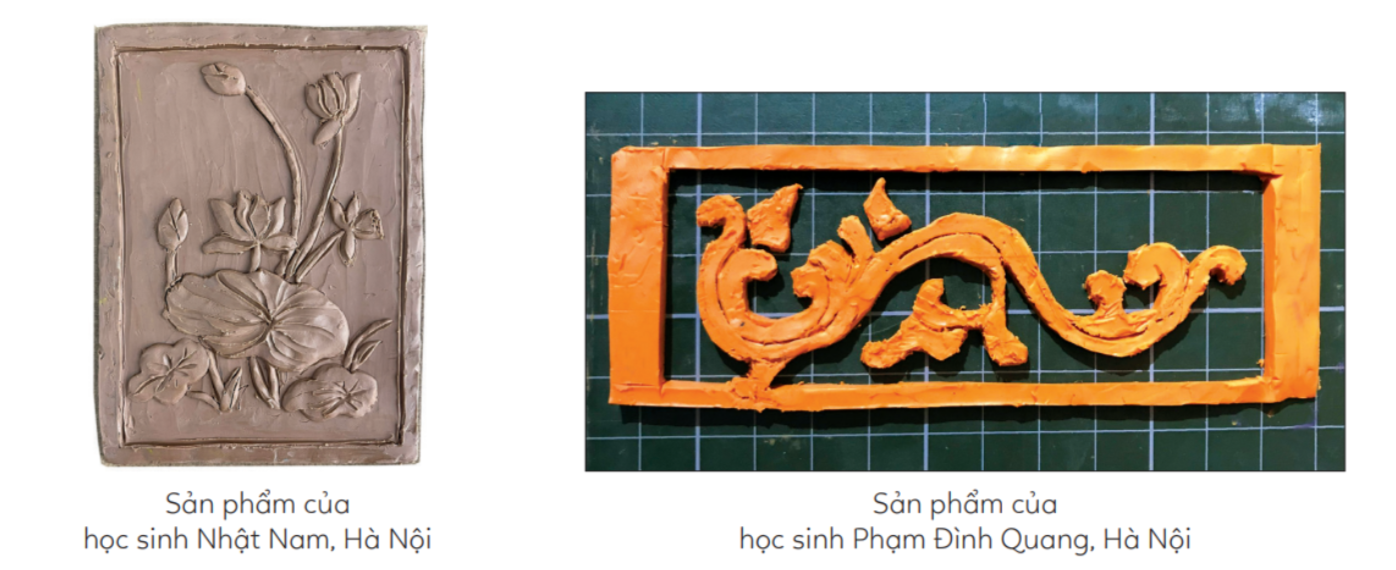 Sản phẩm của
học sinh Nhật Nam, Hà Nội
Sản phẩm của
học sinh Phạm Đình Quang, Hà Nội